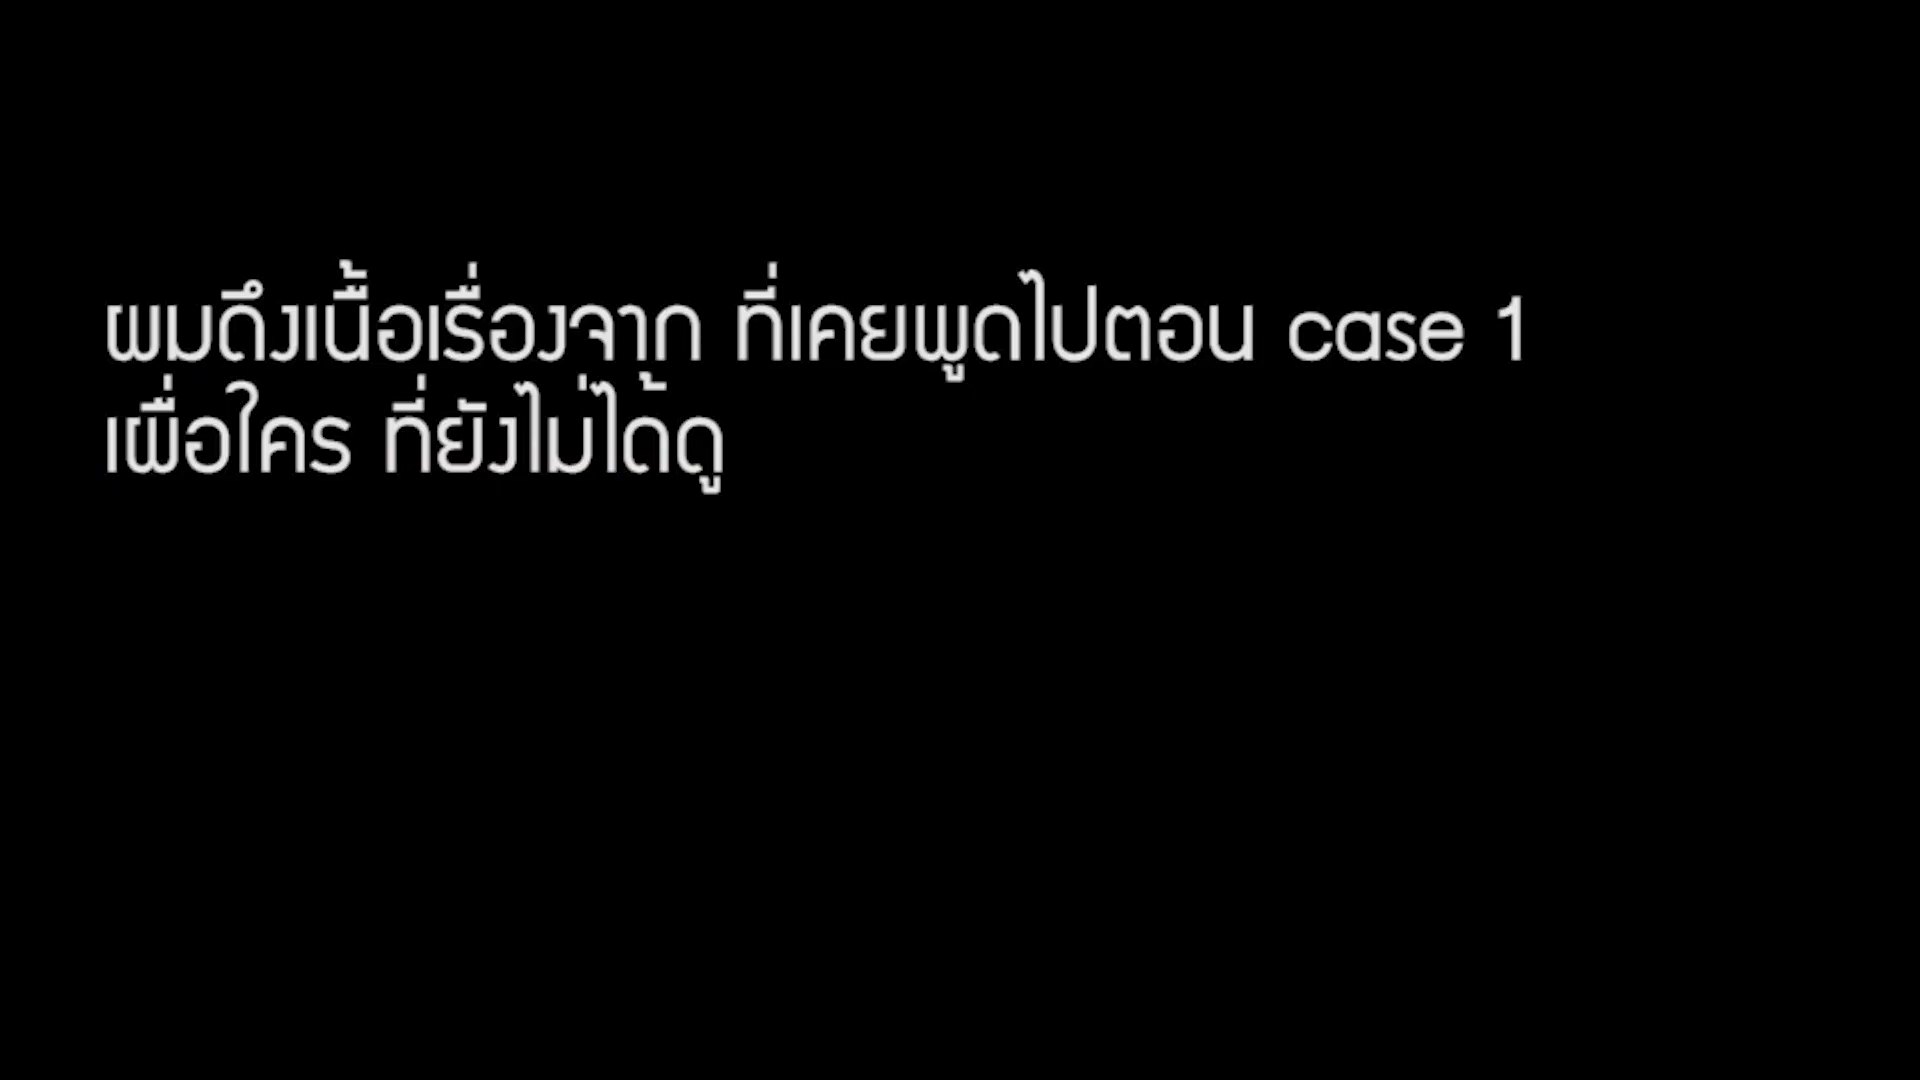 ผมดึงเนื้อเรื่องจาก ที่เคยพูดไปตอน case 1
เผื่อใคร ที่ยังไม่ได้ดู